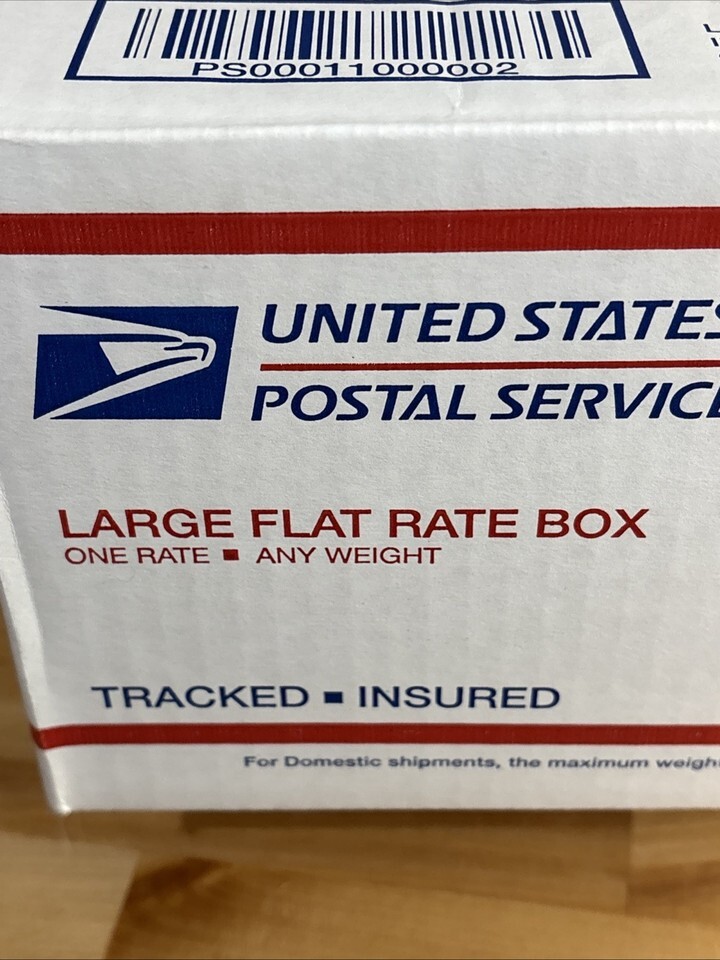 PS00011000002
UNITED STATES
POSTAL SERVICE
LARGE FLAT RATE BOX
ONE RATE ■ ANY WEIGHT
TRACKED ■ INSURED
For Domestic shipments, the maximum weigh